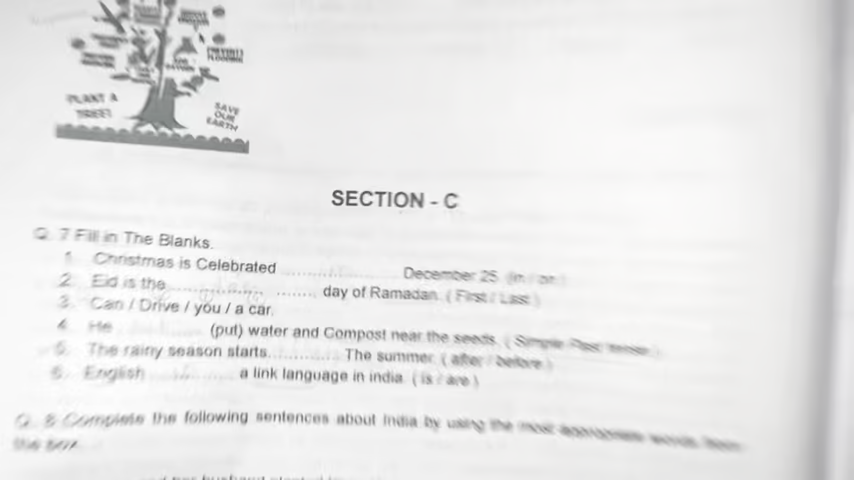 PLANT A
TREE!
SAVE
OUR
EARTH
SECTION - C
Q. 7 Fill in The Blanks.
1. Christmas is Celebrated .................... December 25. (in / on )
2. Eid is the........................... day of Ramadan. ( First / Last )
3. Can / Drive / you / a car.
4. He (put) water and Compost near the seeds. ( Simple Past tense )
5. The rainy season starts............ The summer. ( after / before )
6. English ............ a link language in india. ( is / are )
Q. 8 Complete the following sentences about India by using the most appropriate words from
the box.